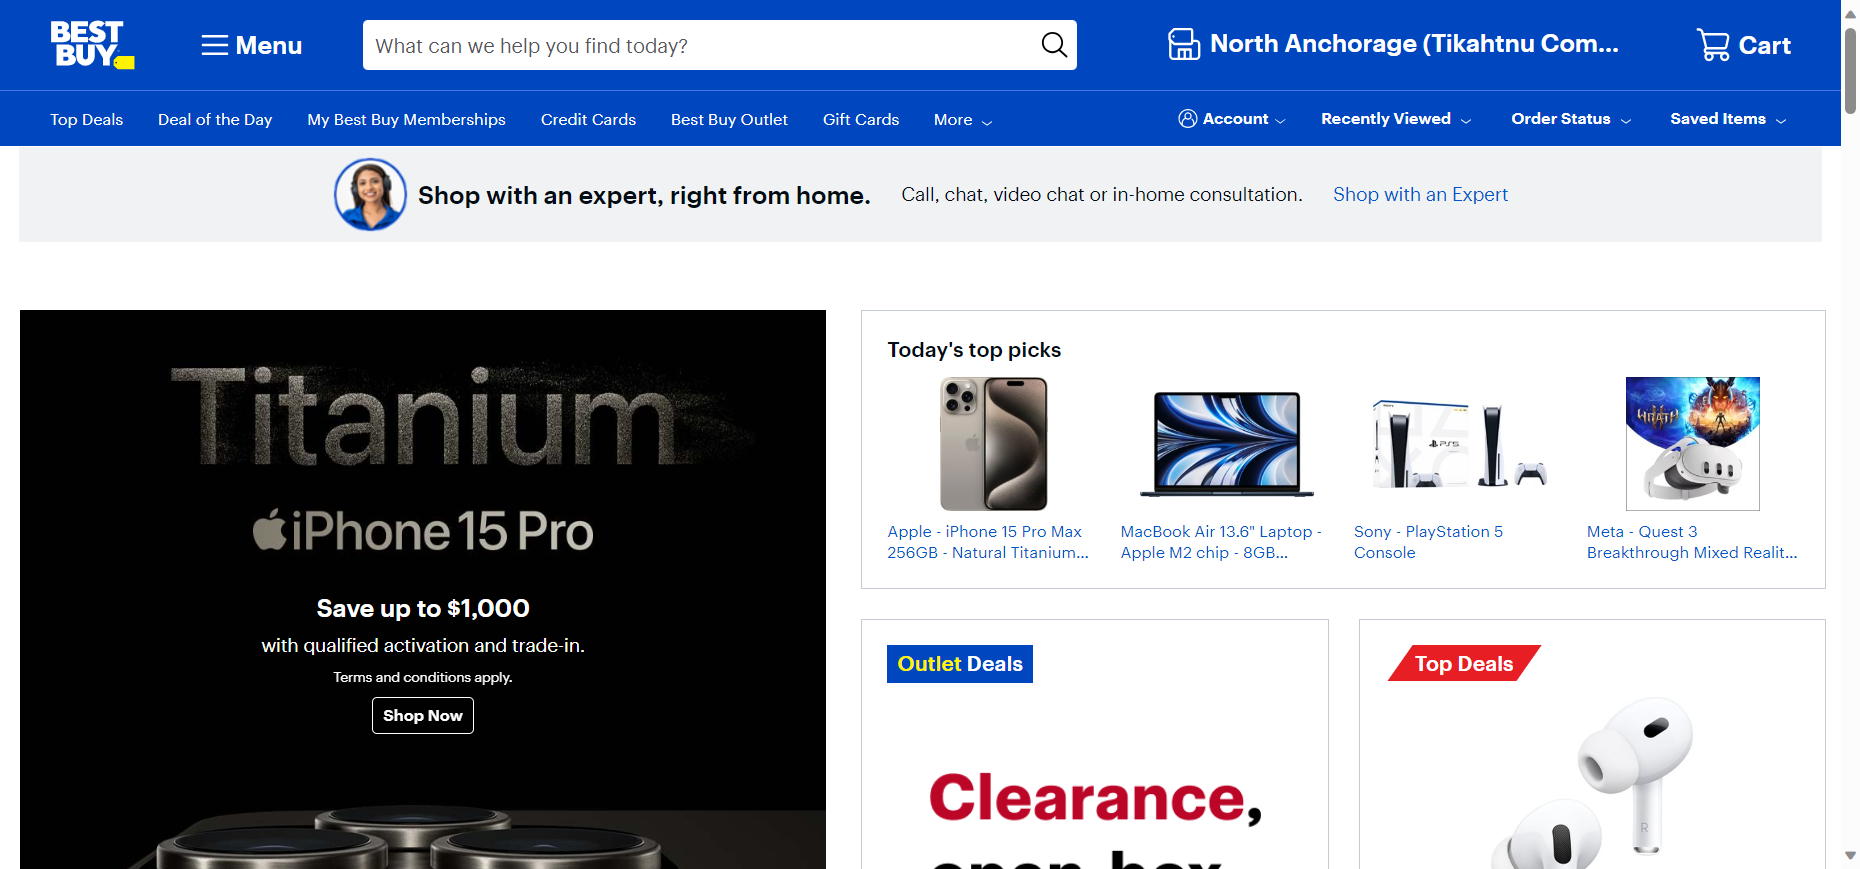 BEST
BUY
Menu
What can we help you find today?
North Anchorage (Tikahtnu Com...
Cart
Top Deals
Deal of the Day
My Best Buy Memberships
Credit Cards
Best Buy Outlet
Gift Cards
More
Account
Recently Viewed
Order Status
Saved Items
Shop with an expert, right from home.
Call, chat, video chat or in-home consultation.
Shop with an Expert
Titanium
iPhone 15 Pro
Save up to $1,000
with qualified activation and trade-in.
Terms and conditions apply.
Shop Now
Today's top picks
PS5
WRATH
Apple - iPhone 15 Pro Max
256GB - Natural Titanium...
MacBook Air 13.6" Laptop -
Apple M2 chip - 8GB...
Sony - PlayStation 5
Console
Meta - Quest 3
Breakthrough Mixed Realit...
Outlet Deals
Clearance,
open-box
Top Deals
R